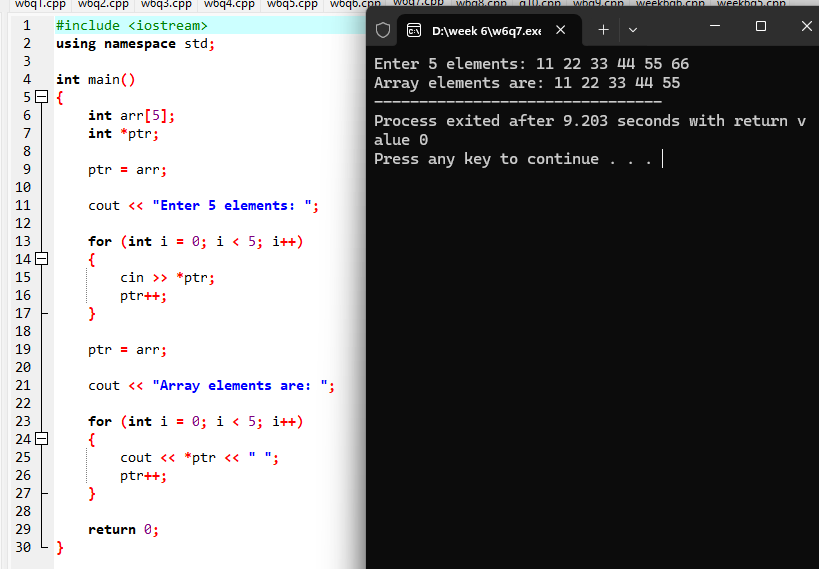 w6q1.cpp w6q2.cpp w6q3.cpp w6q4.cpp w6q5.cpp w6q6.cpp w6q7.cpp w6q8.cpp q10.cpp w6q9.cpp weekbq6.cpp weekbq5.cpp
1 #include <iostream>
2 using namespace std;
3
4 int main()
5 {
6 int arr[5];
7 int *ptr;
8
9 ptr = arr;
10
11 cout << "Enter 5 elements: ";
12
13 for (int i = 0; i < 5; i++)
14 {
15 cin >> *ptr;
16 ptr++;
17 }
18
19 ptr = arr;
20
21 cout << "Array elements are: ";
22
23 for (int i = 0; i < 5; i++)
24 {
25 cout << *ptr << " ";
26 ptr++;
27 }
28
29 return 0;
30 }
D:\week 6\w6q7.exe
Enter 5 elements: 11 22 33 44 55 66
Array elements are: 11 22 33 44 55
--------------------------------
Process exited after 9.203 seconds with return v
alue 0
Press any key to continue . . .